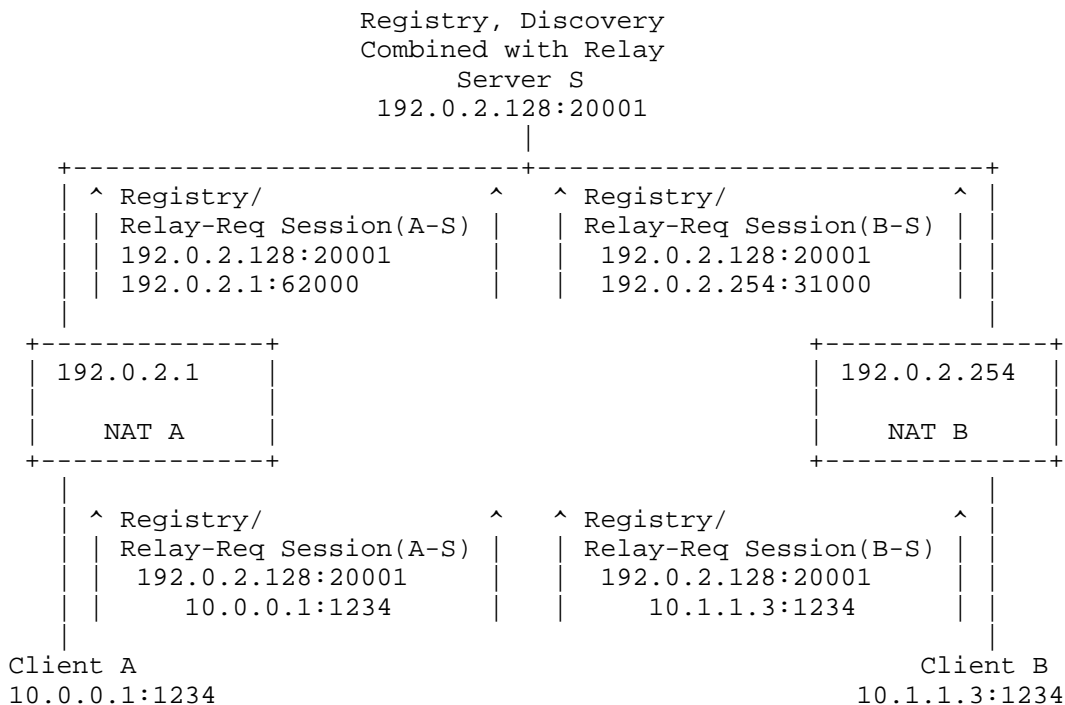 Registry, Discovery
Combined with Relay
Server S
192.0.2.128:20001
|
+----------------------------+----------------------------+
| ^ Registry/ ^ ^ Registry/ ^ |
| | Relay-Req Session(A-S) | | Relay-Req Session(B-S) | |
| | 192.0.2.128:20001 | | 192.0.2.128:20001 | |
| | 192.0.2.1:62000 | | 192.0.2.254:31000 | |
| |
+--------------+ +--------------+
| 192.0.2.1 | | 192.0.2.254 |
| | | |
| NAT A | | NAT B |
+--------------+ +--------------+
| |
| ^ Registry/ ^ ^ Registry/ ^ |
| | Relay-Req Session(A-S) | | Relay-Req Session(B-S) | |
| | 192.0.2.128:20001 | | 192.0.2.128:20001 | |
| | 10.0.0.1:1234 | | 10.1.1.3:1234 | |
| |
Client A Client B
10.0.0.1:1234 10.1.1.3:1234